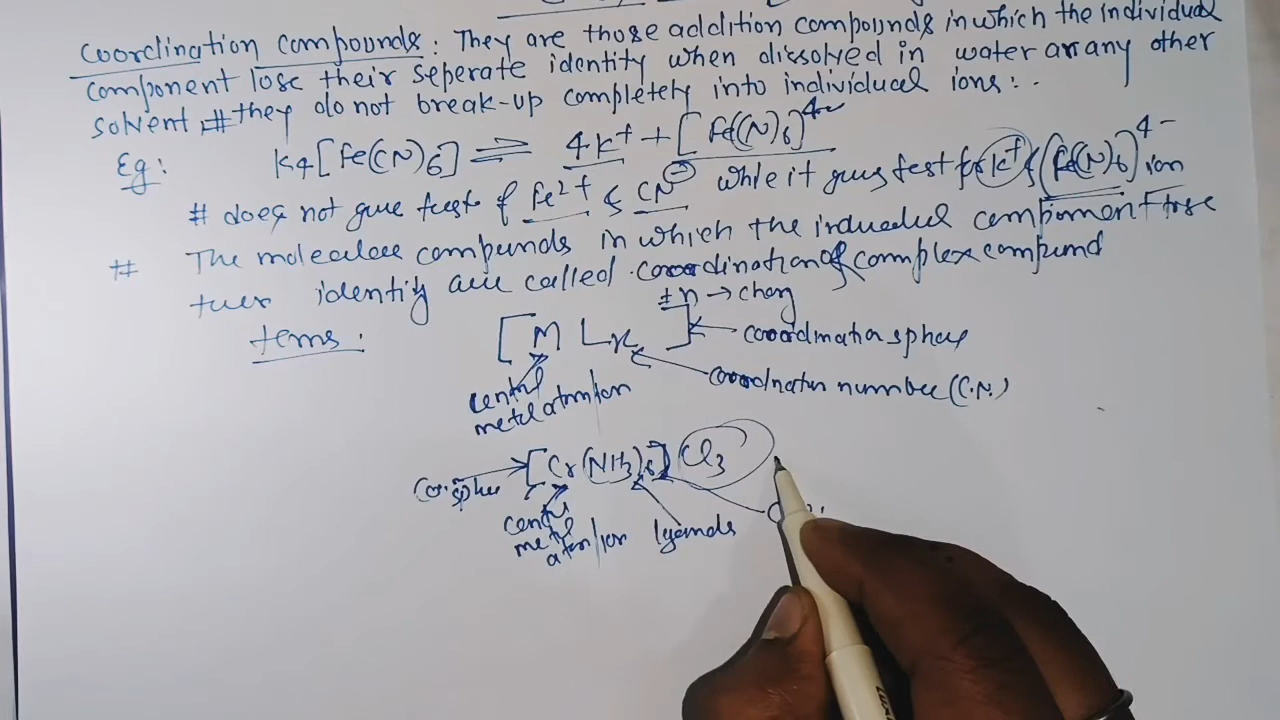 Coordination compounds: They are those addition compounds in which the individual
component lose their seperate identity when dissolved in water or any other
solvent, # they do not break-up completely into individual ions:.
Eg: K4[Fe(CN)6] ⇌ 4K+ + [Fe(CN)6]4-
# does not give test of Fe2+ & CN- while it gives test for K+ & [Fe(CN)6]4- ion
# The molecular compunds in which the individual component lose
their identity are called coordination of complex compund
terms:
[M Lx]±n → charg
coordination sphere
coordination number (C.N.)
central
metal atom/ion
[Cr(NH3)6]Cl3
Co. sphere
central
metal
atom/ion
lygands